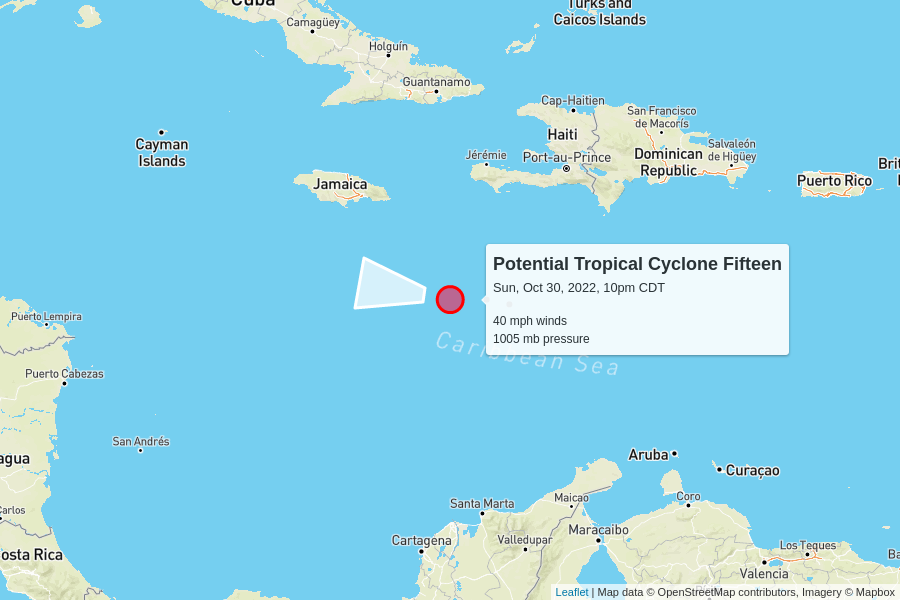 Cuba
Turks and
Caicos Islands
Camagüey
Holguín
Guantanamo
Cap-Haitien
San Francisco
de Macorís
Haiti
Cayman
Islands
Jérémie
Port-au-Prince
Dominican
Republic
Salvaleón
de Higüey
Jamaica
Puerto Rico
Brit
Potential Tropical Cyclone Fifteen
Sun, Oct 30, 2022, 10pm CDT
40 mph winds
1005 mb pressure
Caribbean Sea
Puerto Lempira
Puerto Cabezas
San Andrés
agua
Aruba
Curaçao
Carlos
Santa Marta
Maicao
Coro
Cartagena
Valledupar
Maracaibo
osta Rica
Los Teques
Ba
Valencia
Leaflet | Map data © OpenStreetMap contributors, Imagery © Mapbox